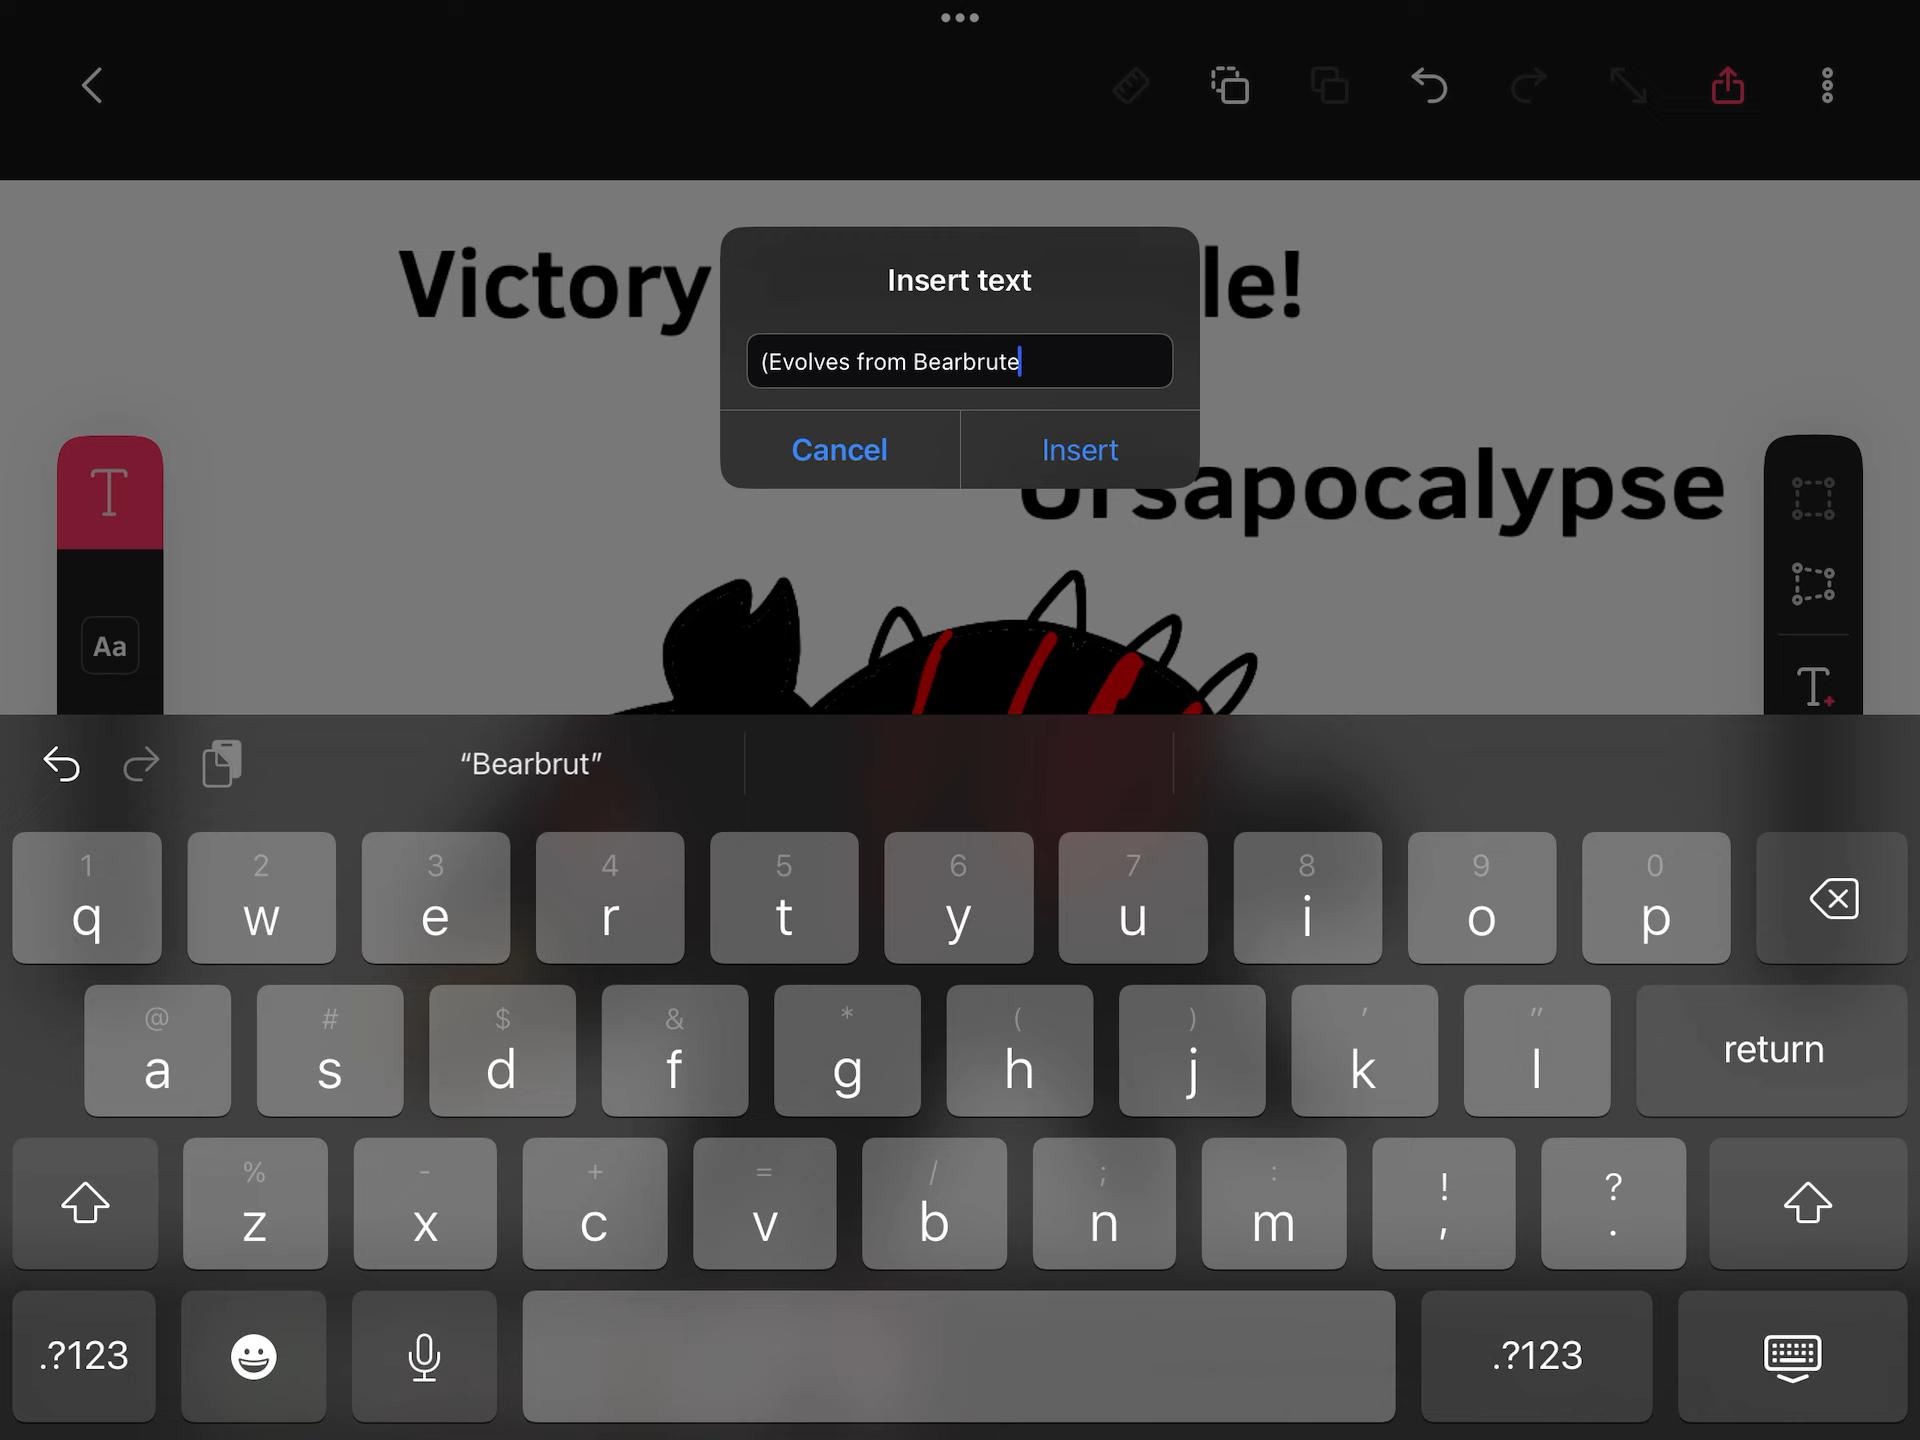 Victory
le!
Insert text
(Evolves from Bearbrute
Cancel
Insert
Ursapocalypse
T
Aa
T
“Bearbrut”
1 2 3 4 5 6 7 8 9 0
q w e r t y u i o p
@ # $ & * ( ) ' "
a s d f g h j k l return
% - + = / ; : ! ?
z x c v b n m , .
.?123 .?123